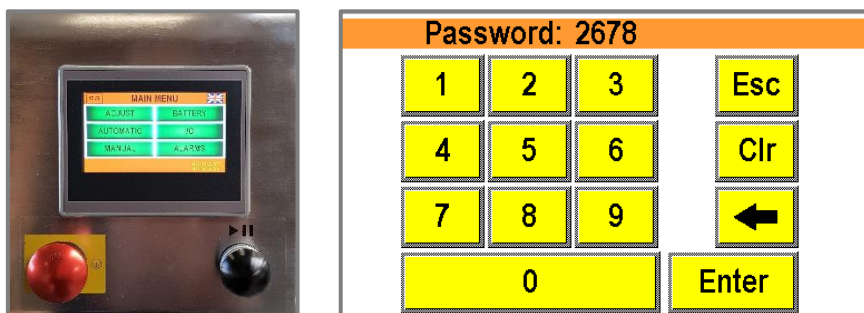 MAIN MENU
ADJUST BATTERY
AUTOMATIC I/O
MANUAL ALARMS
Password: 2678
1 2 3 Esc
4 5 6 Clr
7 8 9
0 Enter